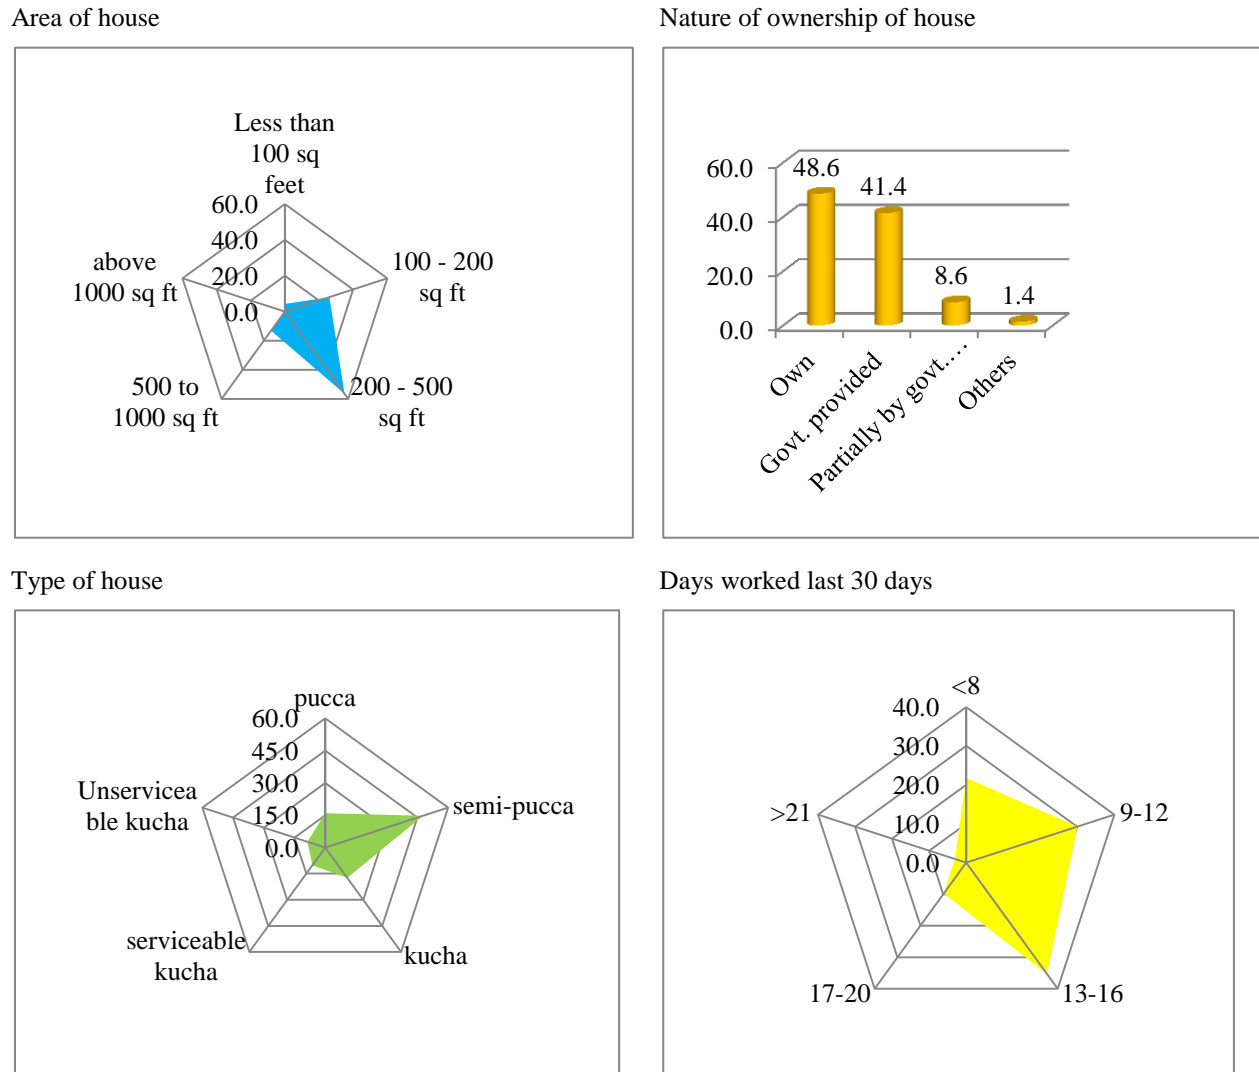 Area of house
Less than
100 sq
feet
60.0
40.0
20.0
0.0
100 - 200
sq ft
200 - 500
sq ft
500 to
1000 sq ft
above
1000 sq ft
Nature of ownership of house
60.0
40.0
20.0
0.0
48.6
41.4
8.6
1.4
Own
Govt. provided
Partially by govt.…
Others
Type of house
pucca
60.0
45.0
30.0
15.0
0.0
semi-pucca
kucha
serviceable
kucha
Unservicea
ble kucha
Days worked last 30 days
<8
40.0
30.0
20.0
10.0
0.0
9-12
13-16
17-20
>21